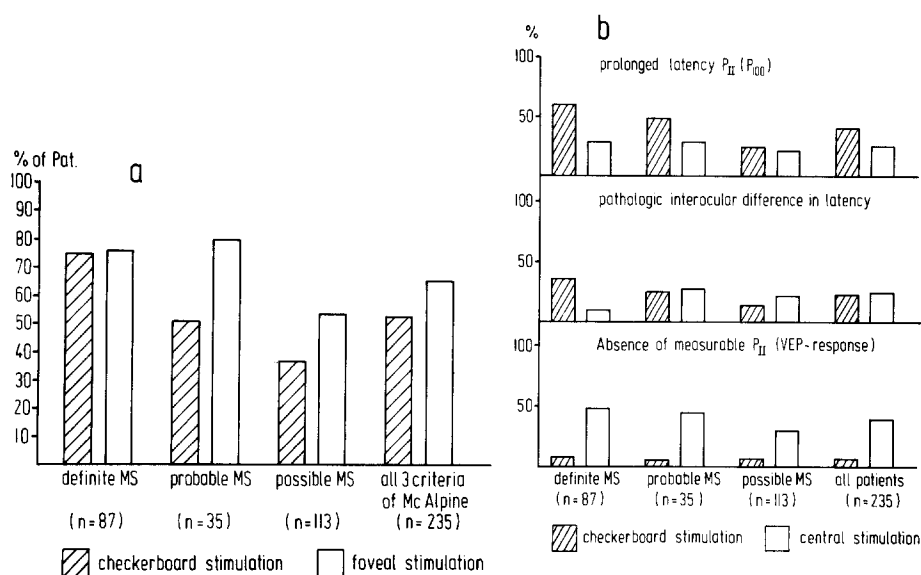 a
% of Pat.
100
90
80
70
60
50
40
30
20
10
definite MS
probable MS
possible MS
all 3 criteria
of Mc Alpine
(n=87)
(n=35)
(n=113)
(n=235)
checkerboard stimulation
foveal stimulation
b
%
prolonged latency PII (P100)
100
50
pathologic interocular difference in latency
100
50
Absence of measurable PII (VEP-response)
100
50
definite MS
probable MS
possible MS
all patients
(n=87)
(n=35)
(n=113)
(n=235)
checkerboard stimulation
central stimulation